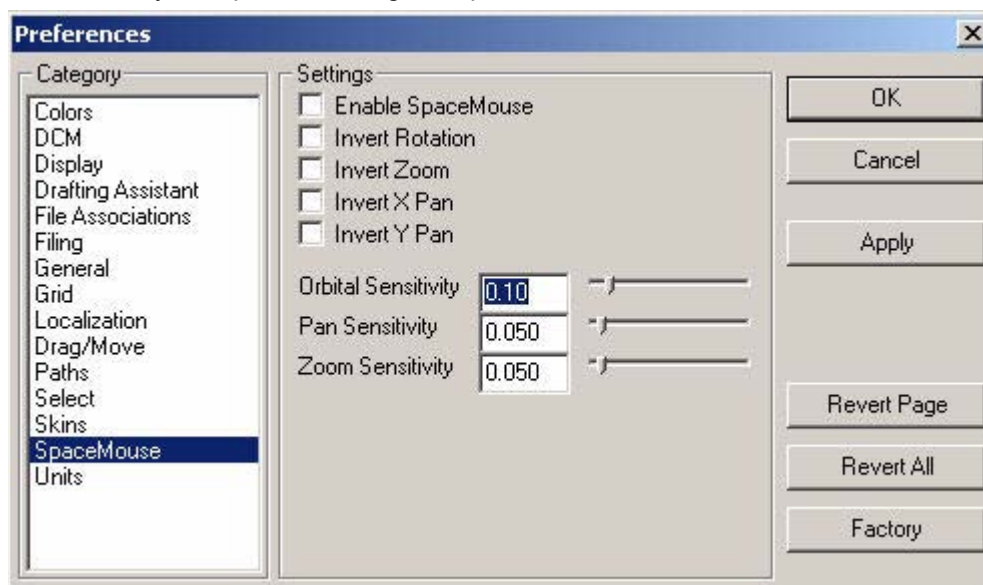 Preferences
Category
Colors
DCM
Display
Drafting Assistant
File Associations
Filing
General
Grid
Localization
Drag/Move
Paths
Select
Skins
SpaceMouse
Units
Settings
Enable SpaceMouse
Invert Rotation
Invert Zoom
Invert X Pan
Invert Y Pan
Orbital Sensitivity 0.10
Pan Sensitivity 0.050
Zoom Sensitivity 0.050
OK
Cancel
Apply
Revert Page
Revert All
Factory